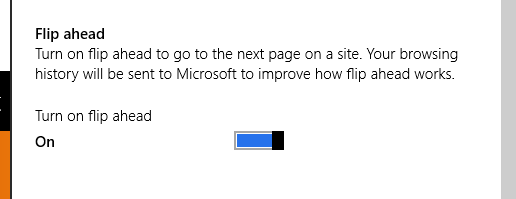 Flip ahead
Turn on flip ahead to go to the next page on a site. Your browsing
history will be sent to Microsoft to improve how flip ahead works.
Turn on flip ahead
On